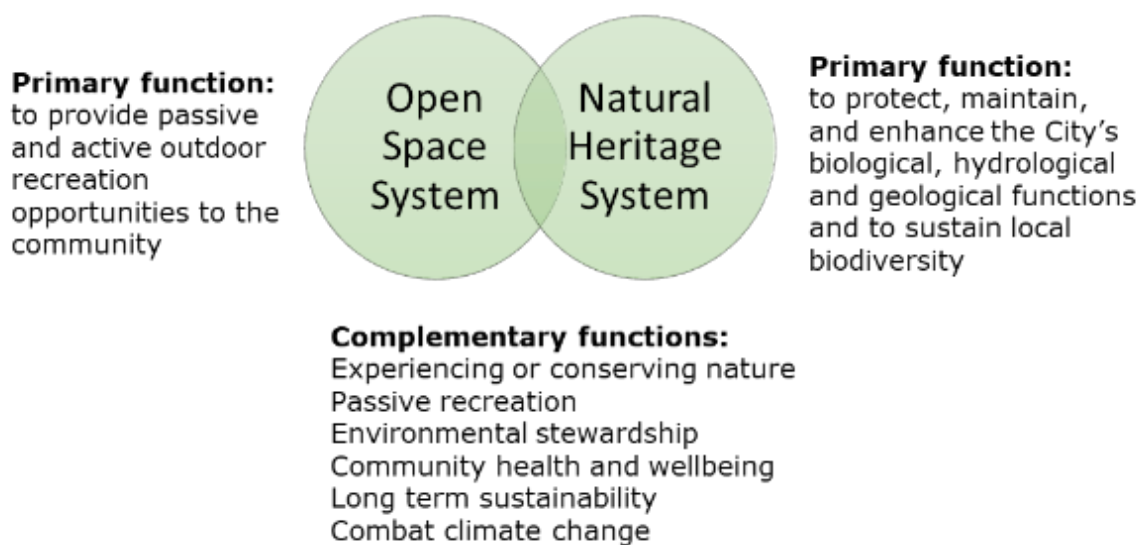 Primary function:
to provide passive
and active outdoor
recreation
opportunities to the
community
Open
Space
System
Natural
Heritage
System
Primary function:
to protect, maintain,
and enhance the City's
biological, hydrological
and geological functions
and to sustain local
biodiversity
Complementary functions:
Experiencing or conserving nature
Passive recreation
Environmental stewardship
Community health and wellbeing
Long term sustainability
Combat climate change